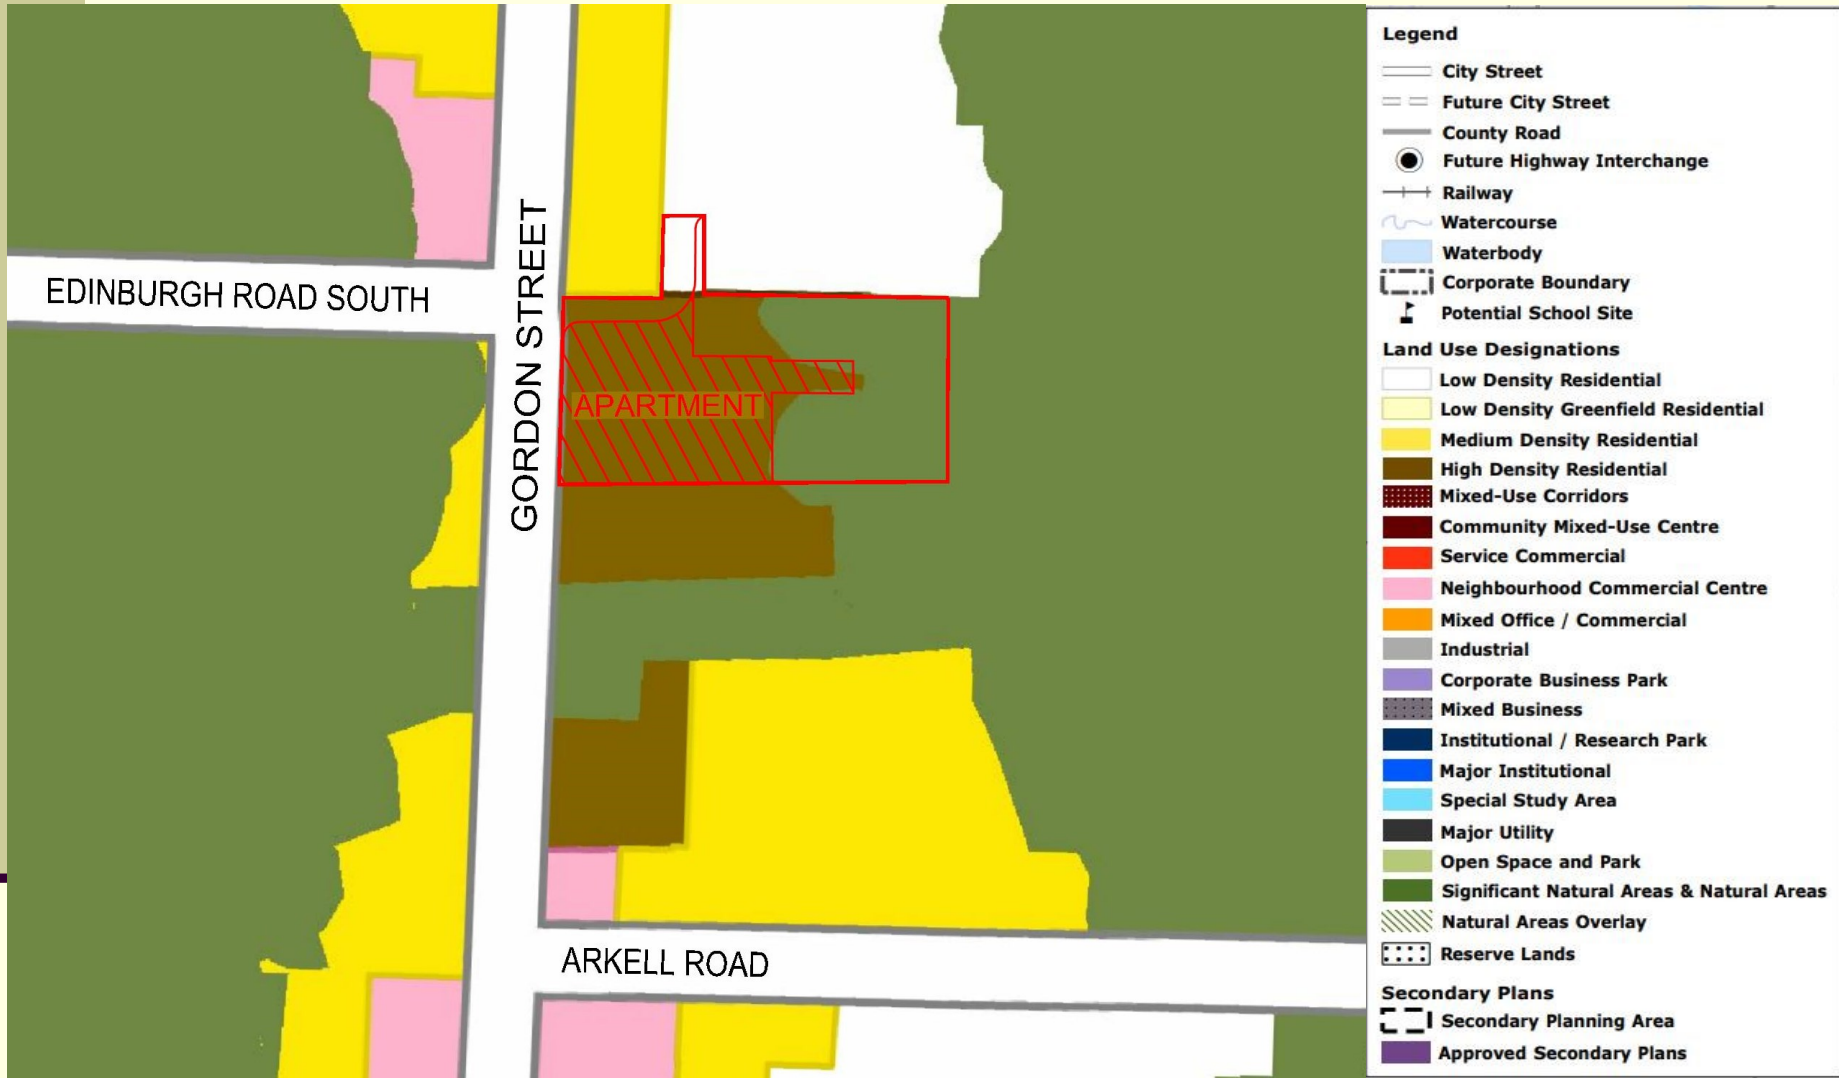 EDINBURGH ROAD SOUTH
GORDON STREET
APARTMENT
ARKELL ROAD
Legend
City Street
Future City Street
County Road
Future Highway Interchange
Railway
Watercourse
Waterbody
Corporate Boundary
Potential School Site
Land Use Designations
Low Density Residential
Low Density Greenfield Residential
Medium Density Residential
High Density Residential
Mixed-Use Corridors
Community Mixed-Use Centre
Service Commercial
Neighbourhood Commercial Centre
Mixed Office / Commercial
Industrial
Corporate Business Park
Mixed Business
Institutional / Research Park
Major Institutional
Special Study Area
Major Utility
Open Space and Park
Significant Natural Areas & Natural Areas
Natural Areas Overlay
Reserve Lands
Secondary Plans
Secondary Planning Area
Approved Secondary Plans